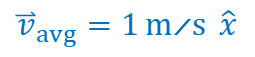 v⃗avg = 1 m/s x̂